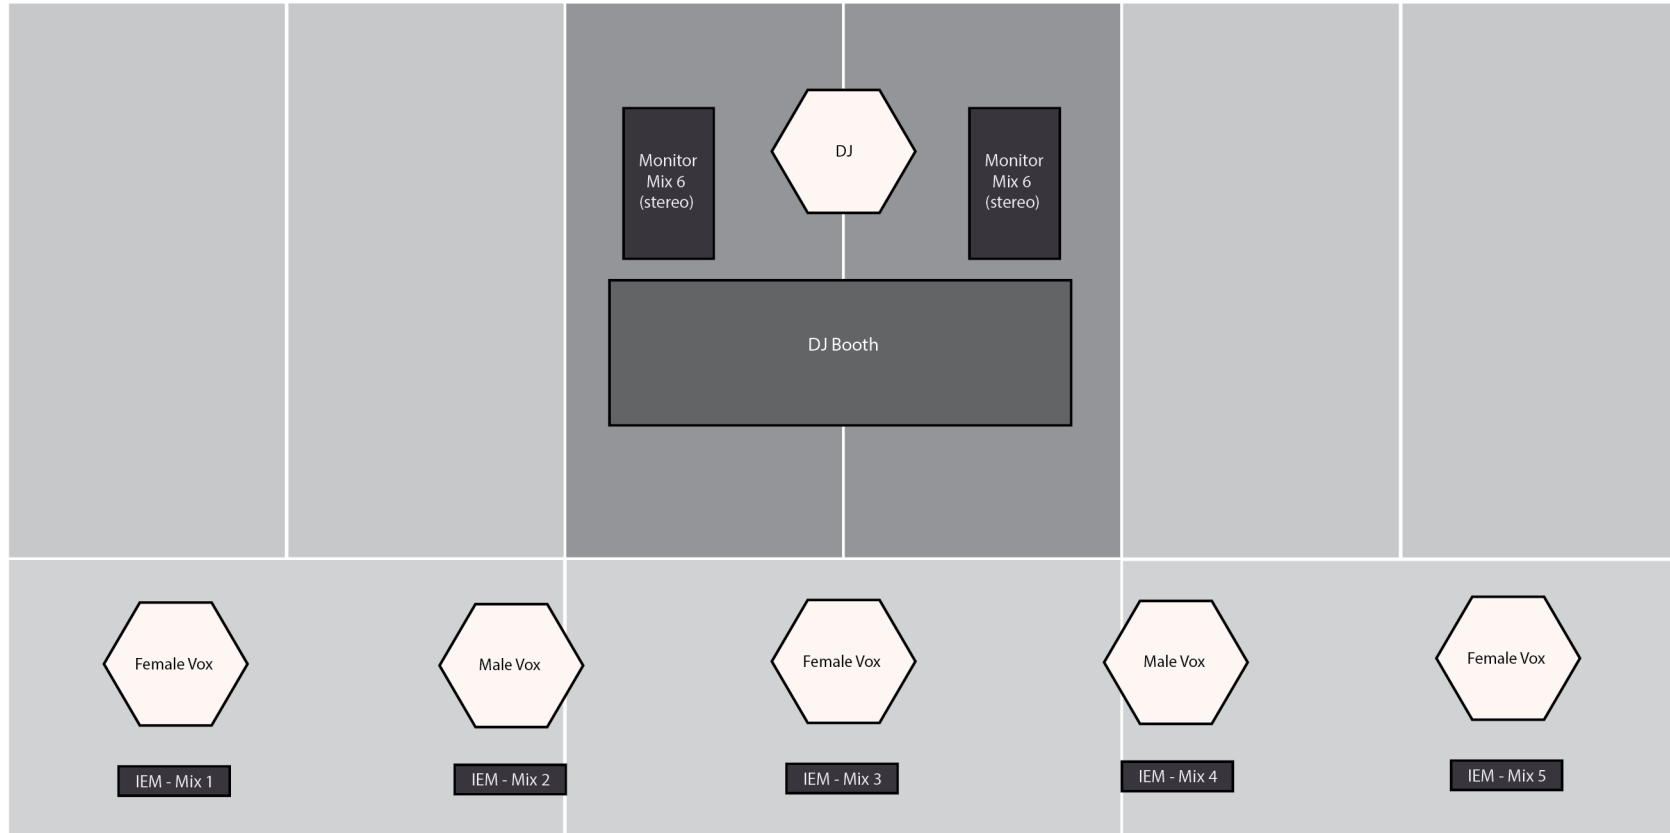 Monitor
Mix 6
(stereo)
DJ
Monitor
Mix 6
(stereo)
DJ Booth
Female Vox
Male Vox
Female Vox
Male Vox
Female Vox
IEM - Mix 1
IEM - Mix 2
IEM - Mix 3
IEM - Mix 4
IEM - Mix 5